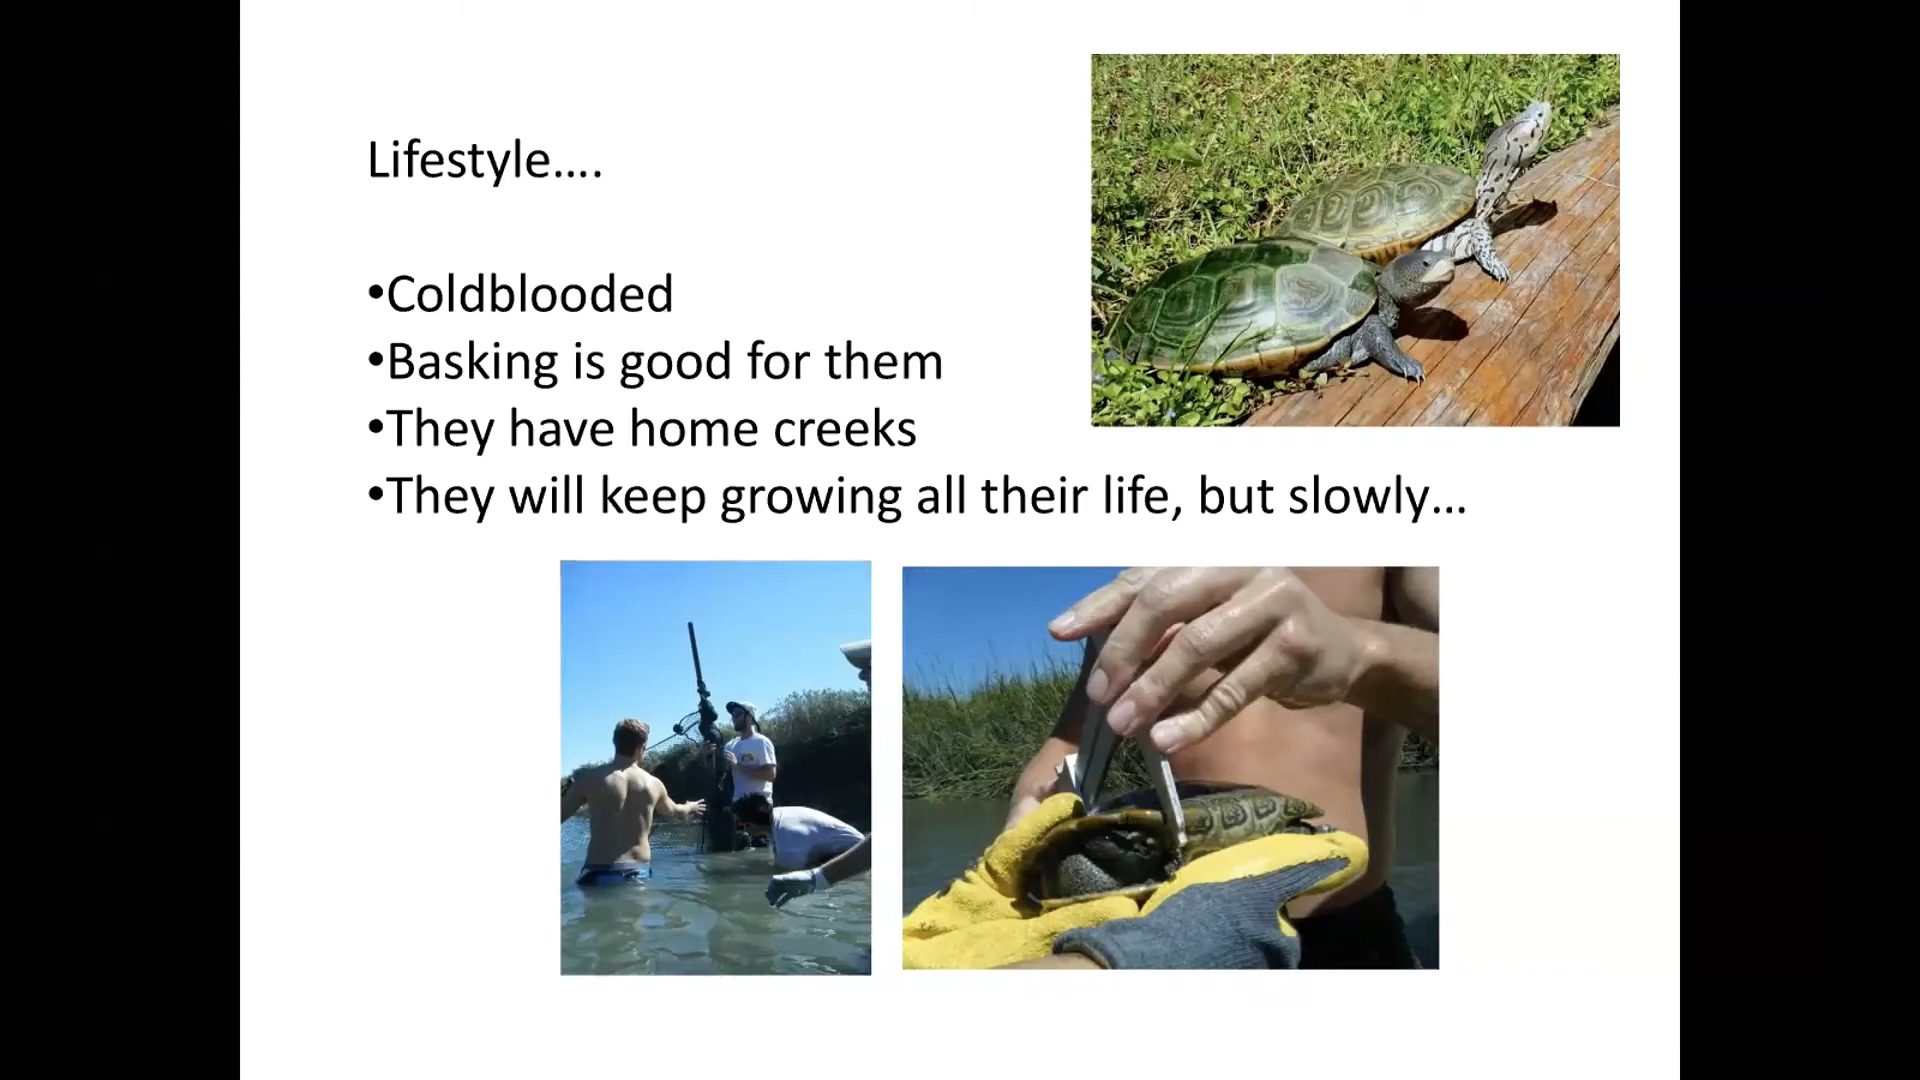 Lifestyle….
•Coldblooded
•Basking is good for them
•They have home creeks
•They will keep growing all their life, but slowly…